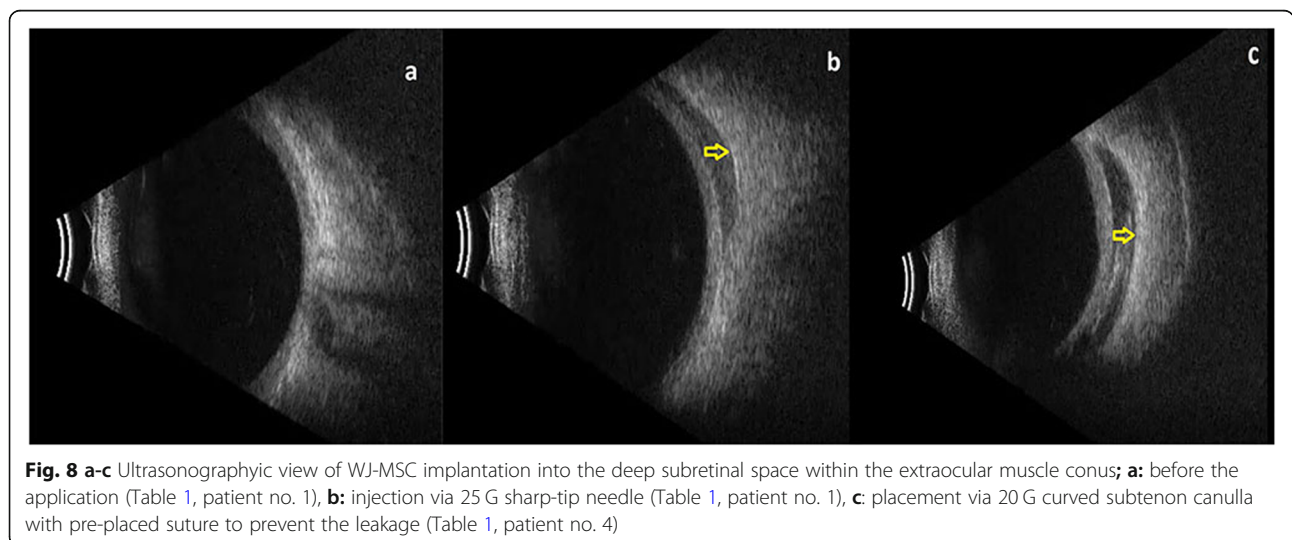 a
b
c
Fig. 8 a-c Ultrasonographyic view of WJ-MSC implantation into the deep subretinal space within the extraocular muscle conus; a: before the
application (Table 1, patient no. 1), b: injection via 25 G sharp-tip needle (Table 1, patient no. 1), c: placement via 20 G curved subtenon canulla
with pre-placed suture to prevent the leakage (Table 1, patient no. 4)